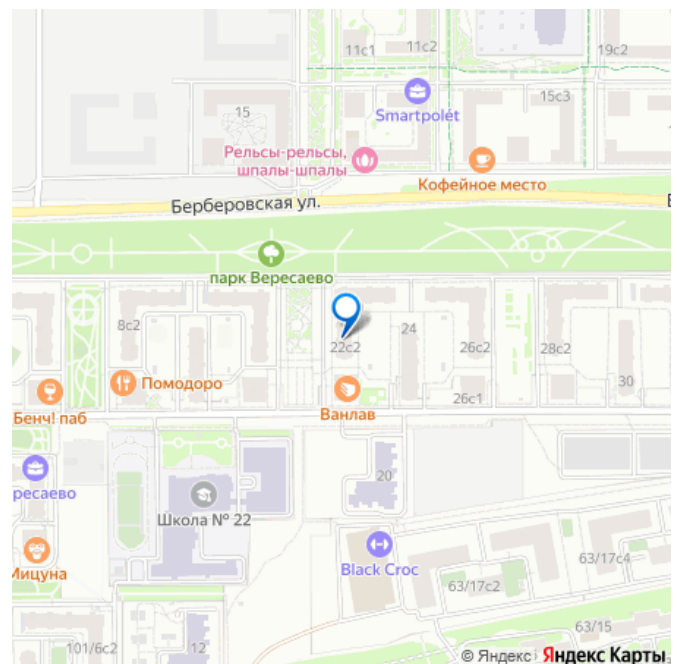 11с1
11с2
19с2
15
15с3
Smartpolét
Рельсы-рельсы,
шпалы-шпалы
Кофейное место
Берберовская ул.
парк Вересаево
8с2
22с2
24
26с2
28с2
30
Помодоро
Бенч! паб
Ванлав
26с1
20
ресаево
Школа № 22
Мицуна
Black Croc
63/17с4
63/17с2
63/15
101/6с2
12
© Яндекс Яндекс Карты